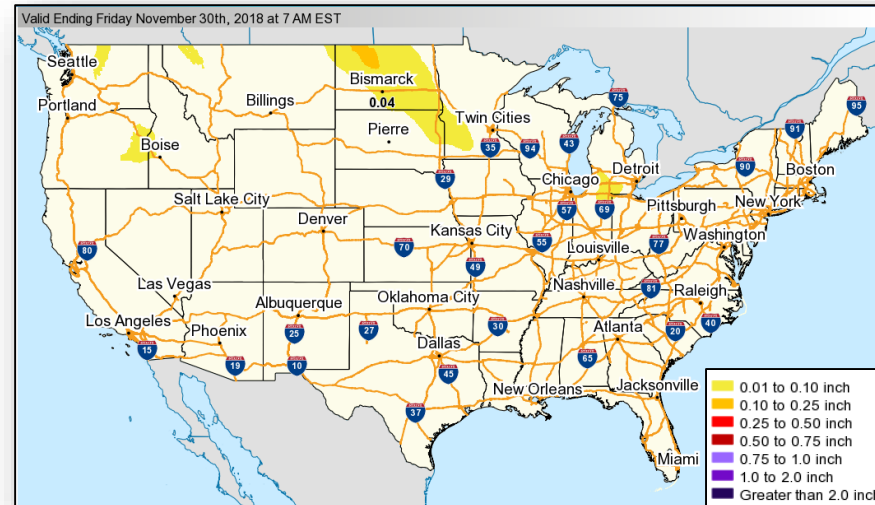 Valid Ending Friday November 30th, 2018 at 7 AM EST
Seattle
Portland
Boise
Billings
Bismarck
0.04
Pierre
Twin Cities
35
94
43
75
95
91
90
29
Chicago
Detroit
Boston
57
69
Salt Lake City
Denver
Pittsburgh
New York
80
70
Kansas City
49
55
Louisville
77
Washington
Las Vegas
Albuquerque
Oklahoma City
Nashville
81
Raleigh
Los Angeles
Phoenix
25
27
30
Atlanta
20
40
15
19
10
Dallas
45
65
37
New Orleans
Jacksonville
Miami
0.01 to 0.10 inch
0.10 to 0.25 inch
0.25 to 0.50 inch
0.50 to 0.75 inch
0.75 to 1.0 inch
1.0 to 2.0 inch
Greater than 2.0 inch